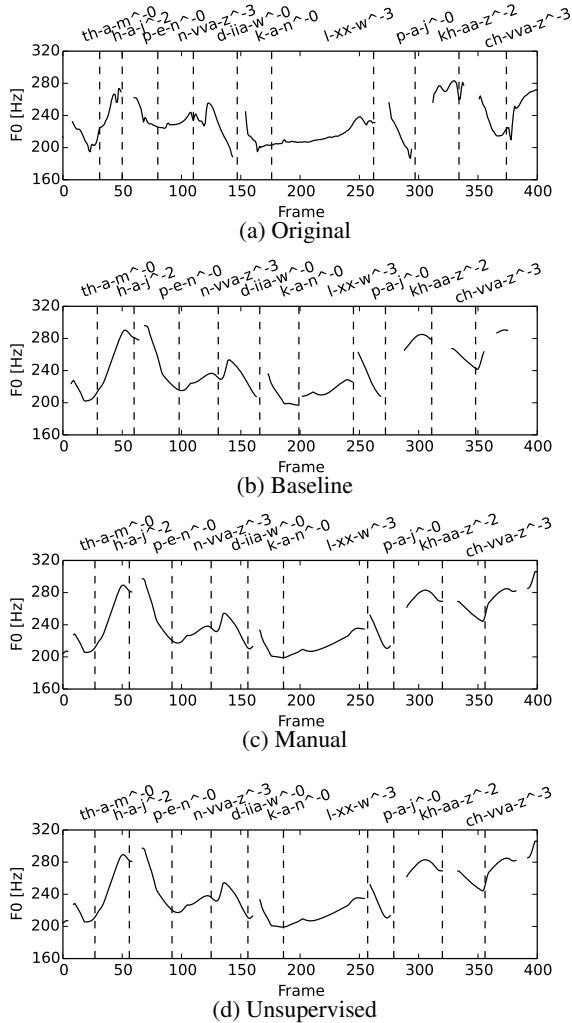 th-a-m^-0 h-a-j^-2 p-e-n^-0 n-vva-z^-3 d-iia-w^-0 k-a-n^-0 l-xx-w^-3 p-a-j^-0 kh-aa-z^-2 ch-vva-z^-3
320
280
240
200
160
F0 [Hz]
0 50 100 150 200 250 300 350 400
Frame
(a) Original
th-a-m^-0 h-a-j^-2 p-e-n^-0 n-vva-z^-3 d-iia-w^-0 k-a-n^-0 l-xx-w^-3 p-a-j^-0 kh-aa-z^-2 ch-vva-z^-3
320
280
240
200
160
F0 [Hz]
0 50 100 150 200 250 300 350 400
Frame
(b) Baseline
th-a-m^-0 h-a-j^-2 p-e-n^-0 n-vva-z^-3 d-iia-w^-0 k-a-n^-0 l-xx-w^-3 p-a-j^-0 kh-aa-z^-2 ch-vva-z^-3
320
280
240
200
160
F0 [Hz]
0 50 100 150 200 250 300 350 400
Frame
(c) Manual
th-a-m^-0 h-a-j^-2 p-e-n^-0 n-vva-z^-3 d-iia-w^-0 k-a-n^-0 l-xx-w^-3 p-a-j^-0 kh-aa-z^-2 ch-vva-z^-3
320
280
240
200
160
F0 [Hz]
0 50 100 150 200 250 300 350 400
Frame
(d) Unsupervised